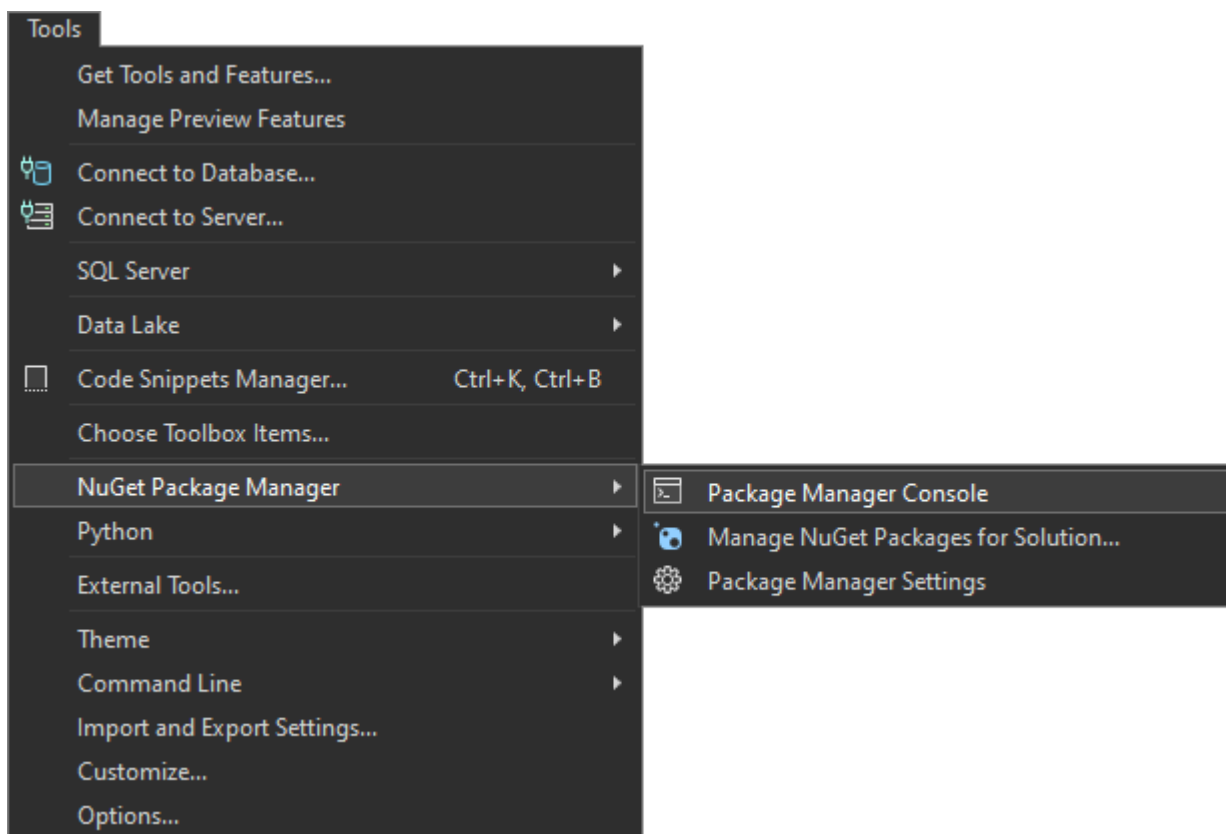 Tools
Get Tools and Features...
Manage Preview Features
Connect to Database...
Connect to Server...
SQL Server
Data Lake
Code Snippets Manager... Ctrl+K, Ctrl+B
Choose Toolbox Items...
NuGet Package Manager
Package Manager Console
Manage NuGet Packages for Solution...
Package Manager Settings
Python
External Tools...
Theme
Command Line
Import and Export Settings...
Customize...
Options...